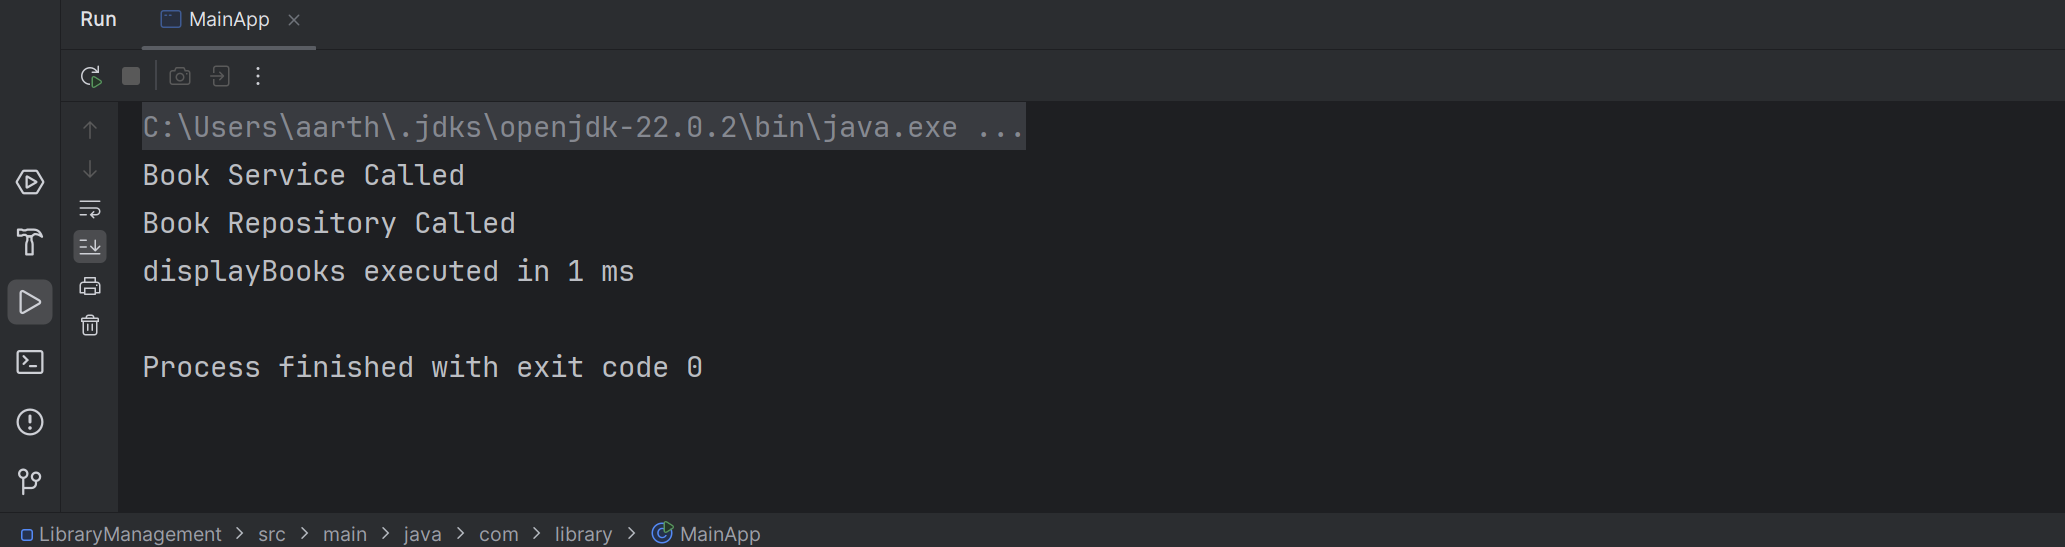 Run MainApp
C:\Users\aarth\.jdks\openjdk-22.0.2\bin\java.exe ...
Book Service Called
Book Repository Called
displayBooks executed in 1 ms
Process finished with exit code 0
LibraryManagement > src > main > java > com > library > MainApp